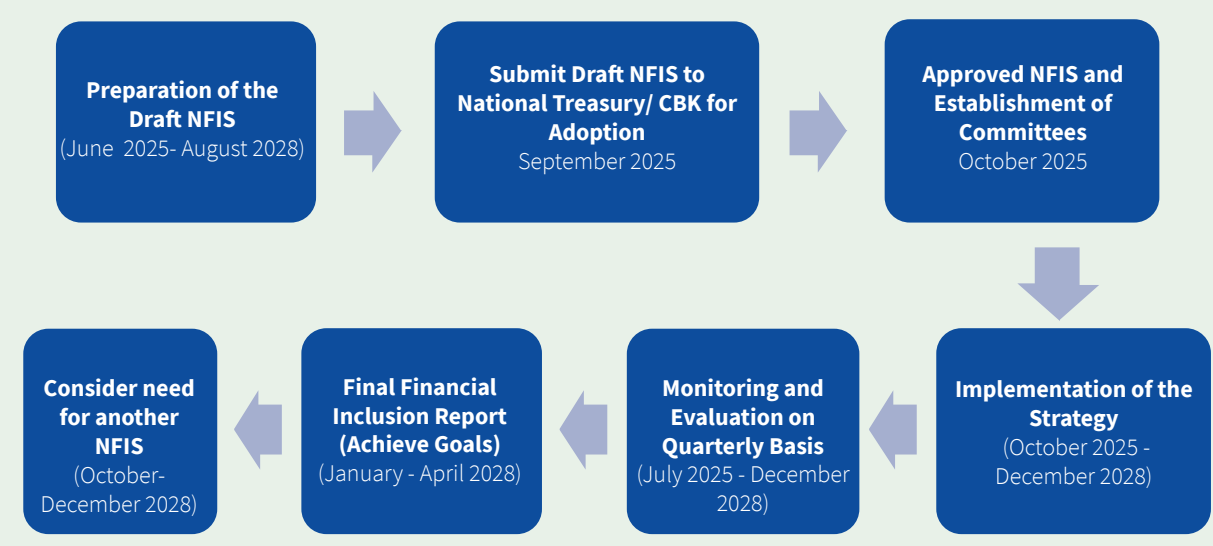 Preparation of the
Draft NFIS
(June  2025- August 2028)
Submit Draft NFIS to
National Treasury/ CBK for
Adoption
September 2025
Approved NFIS and
Establishment of
Committees
October 2025
Implementation of the
Strategy
(October 2025 -
December 2028)
Monitoring and
Evaluation on
Quarterly Basis
(July 2025 - December
2028)
Final Financial
Inclusion Report
(Achieve Goals)
(January - April 2028)
Consider need
for another
NFIS
(October-
December 2028)